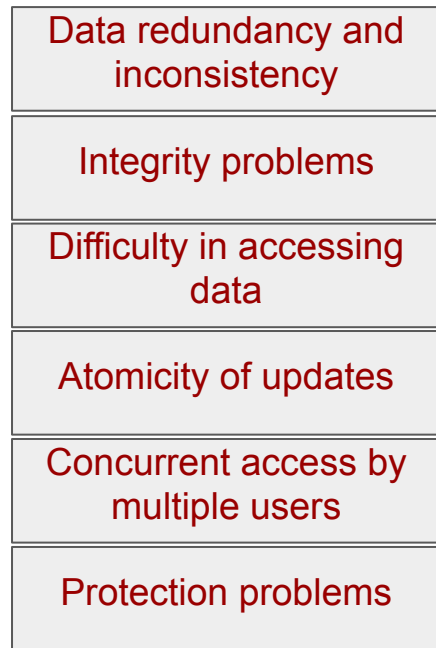 Data redundancy and
inconsistency
Integrity problems
Difficulty in accessing
data
Atomicity of updates
Concurrent access by
multiple users
Protection problems